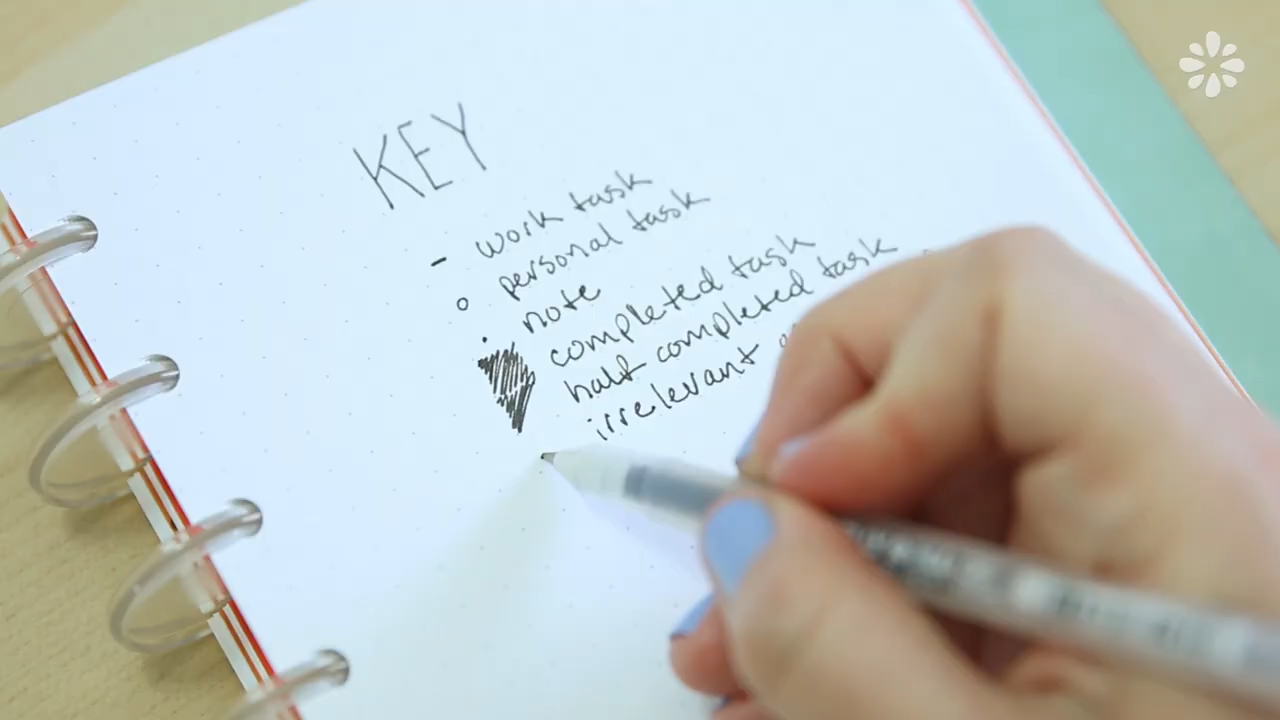 KEY
- work task
o personal task
· note
completed task
half completed task
irrelevant